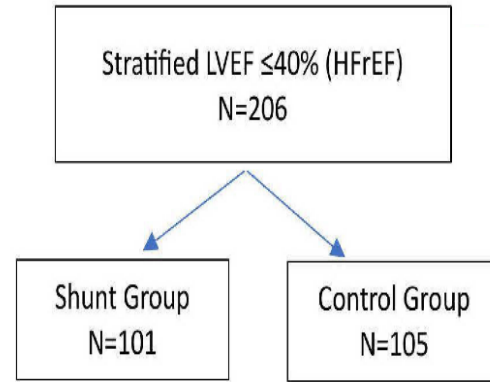 Stratified LVEF ≤40% (HFrEF)
N=206
Shunt Group
N=101
Control Group
N=105